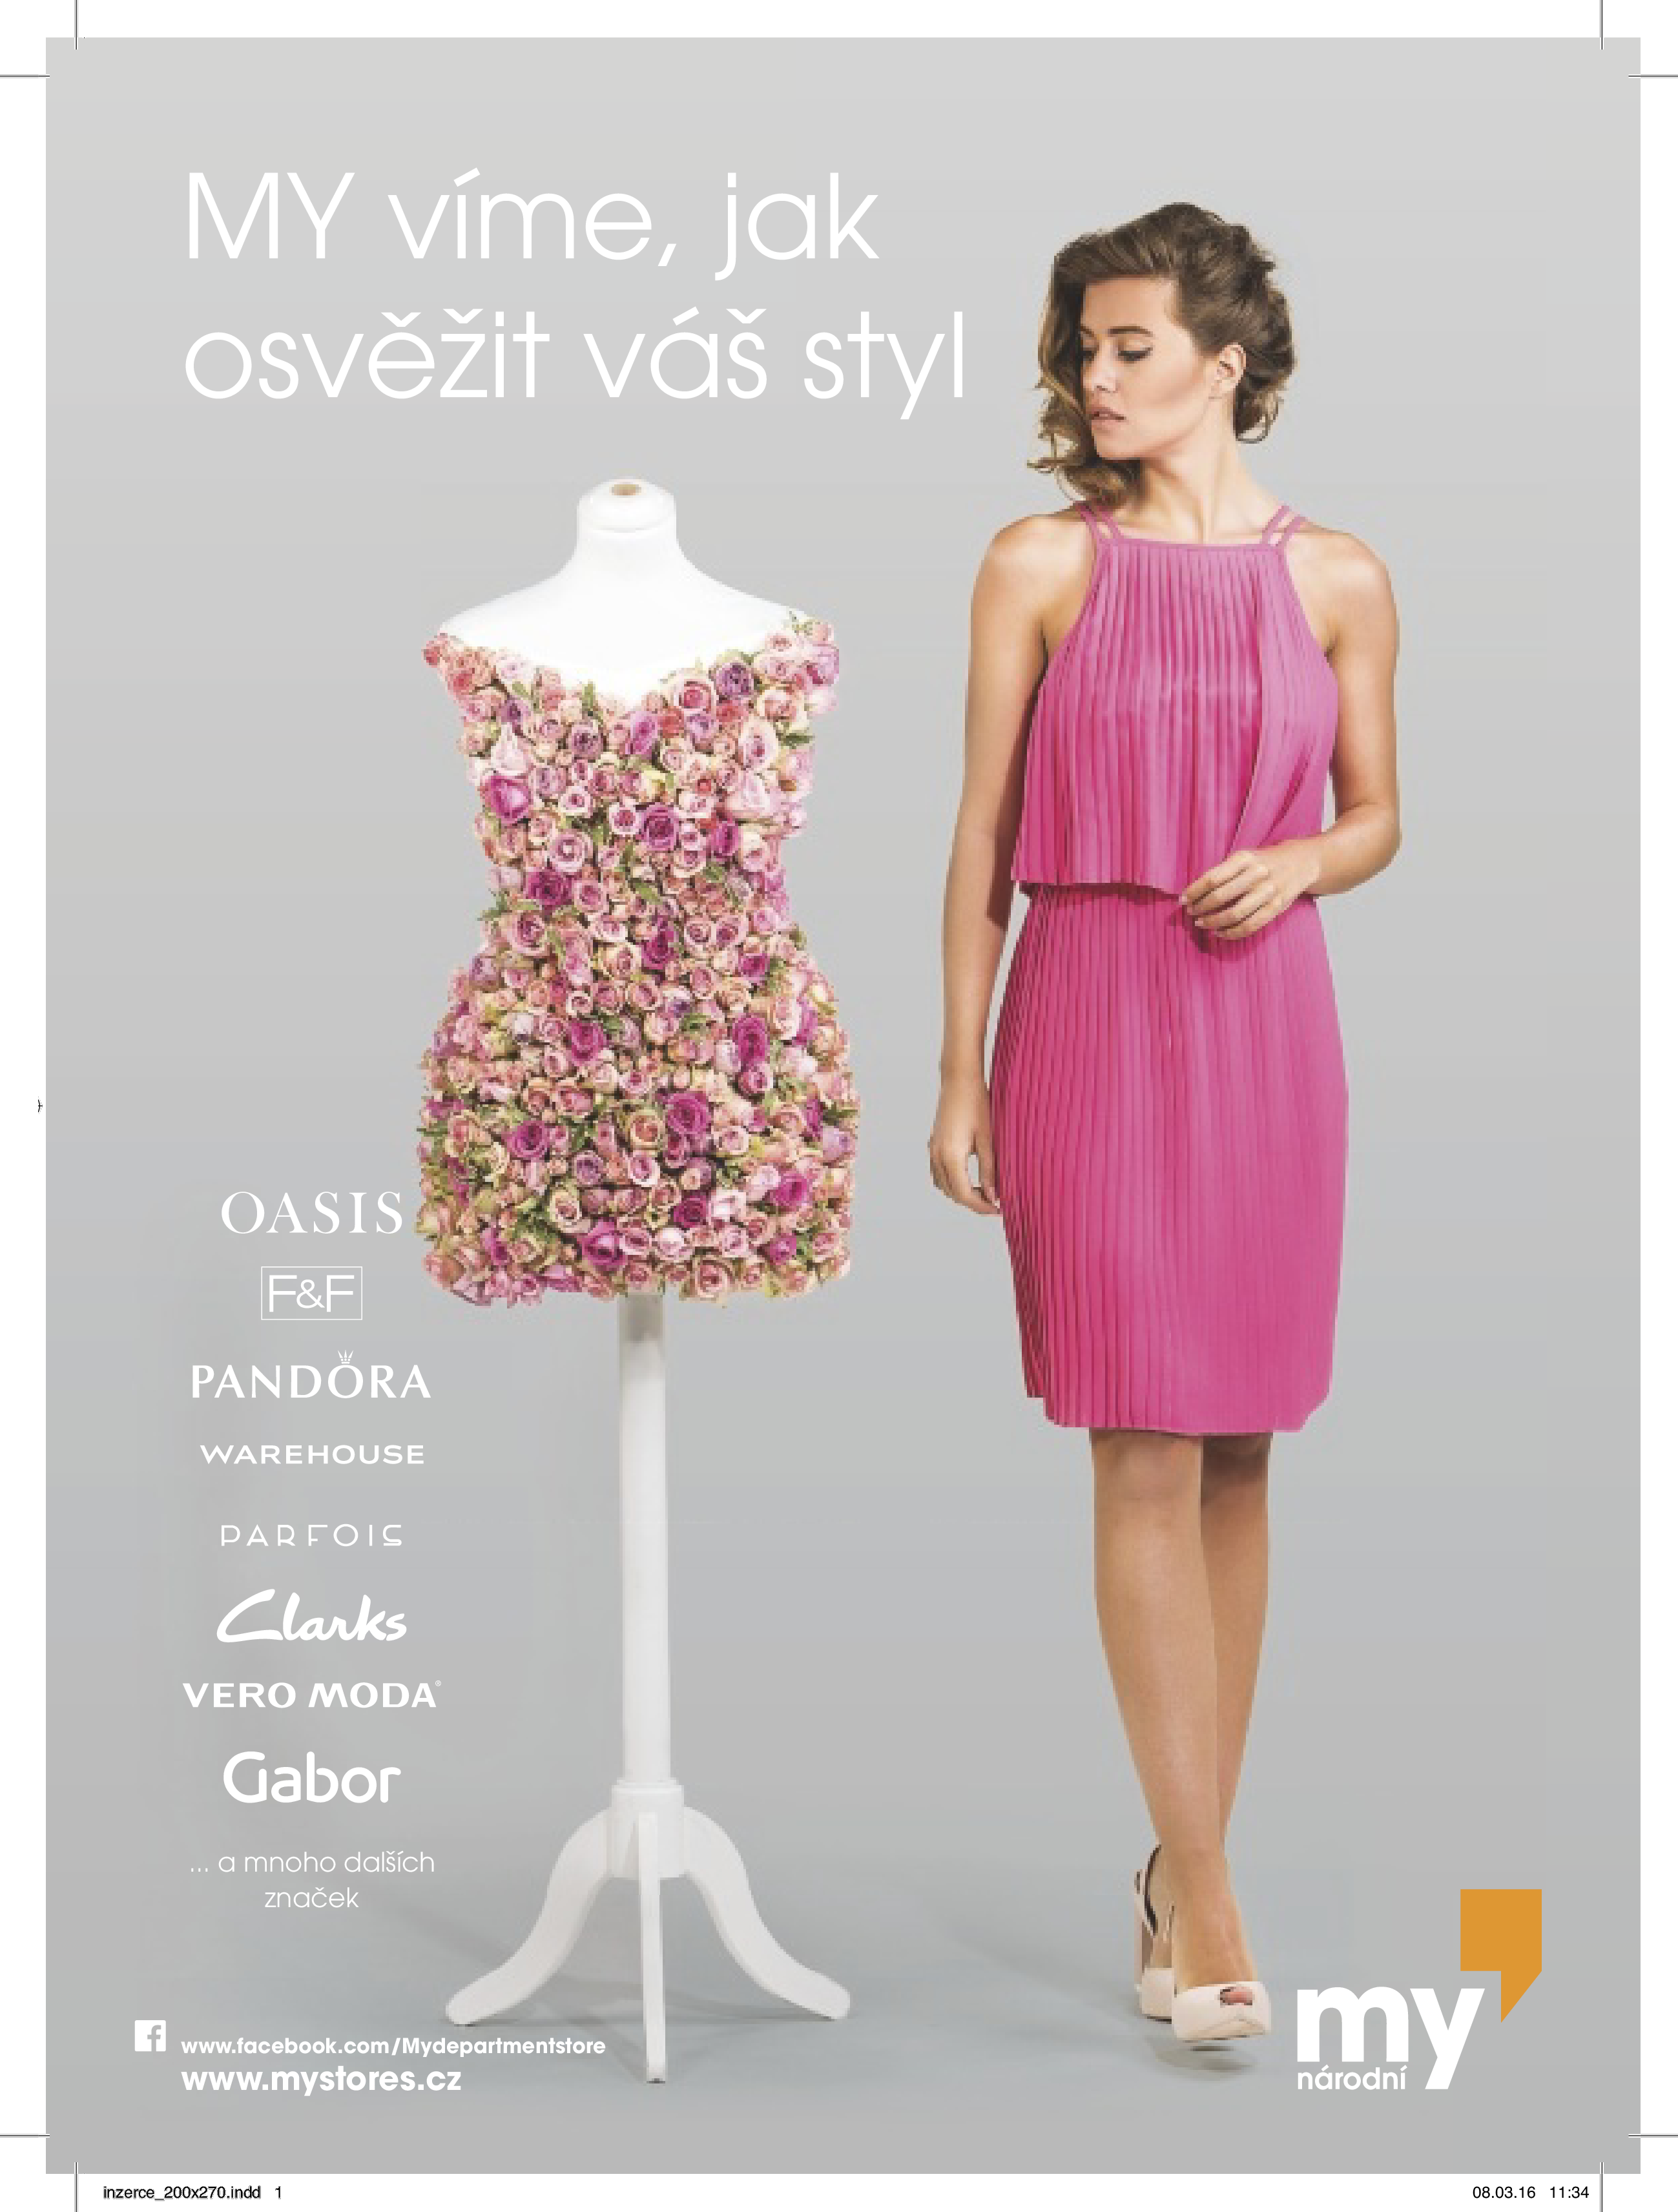 MY víme, jak
osvěžit váš styl
OASIS
F&F
PANDORA
WAREHOUSE
PARFOIS
Clarks
VERO MODA®
Gabor
... a mnoho dalších
značek
www.facebook.com/Mydepartmentstore
www.mystores.cz
my
národní
inzerce_200x270.indd 1
08.03.16 11:34